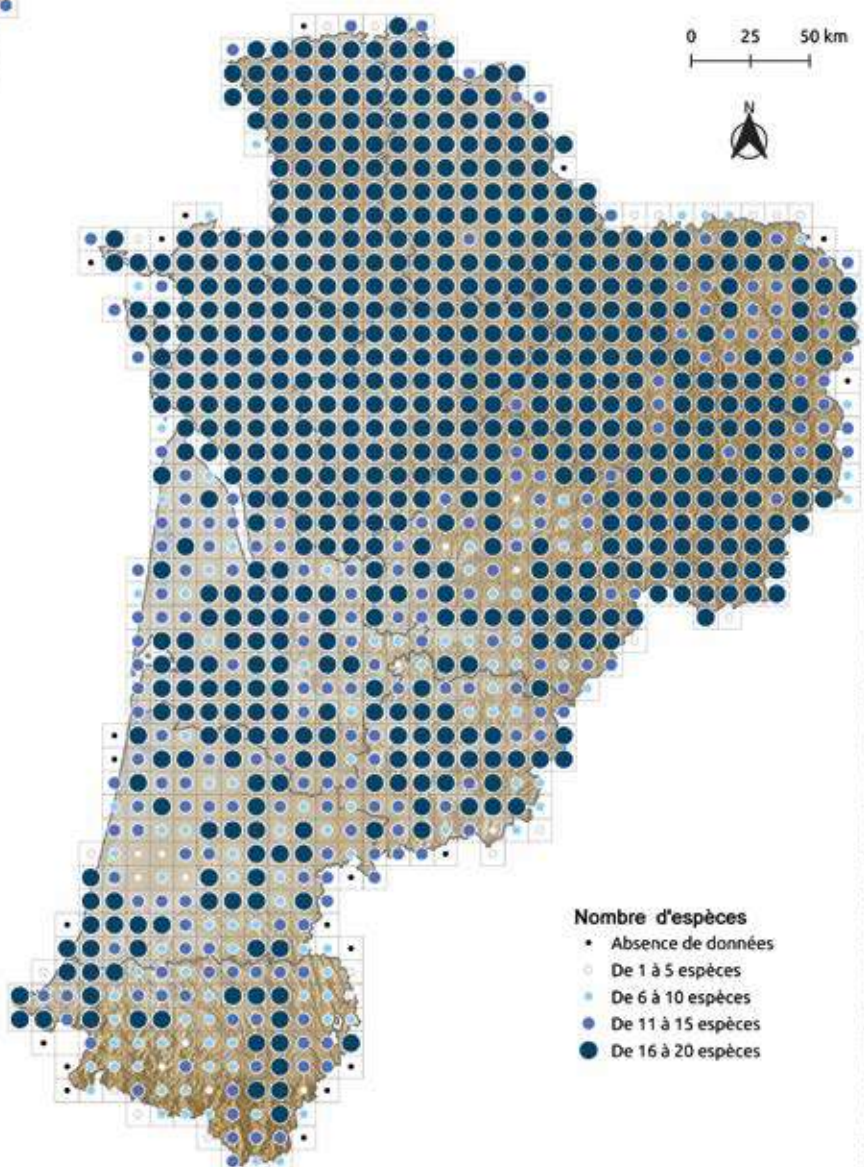 0 25 50 km
N
Nombre d'espèces
Absence de données
De 1 à 5 espèces
De 6 à 10 espèces
De 11 à 15 espèces
De 16 à 20 espèces